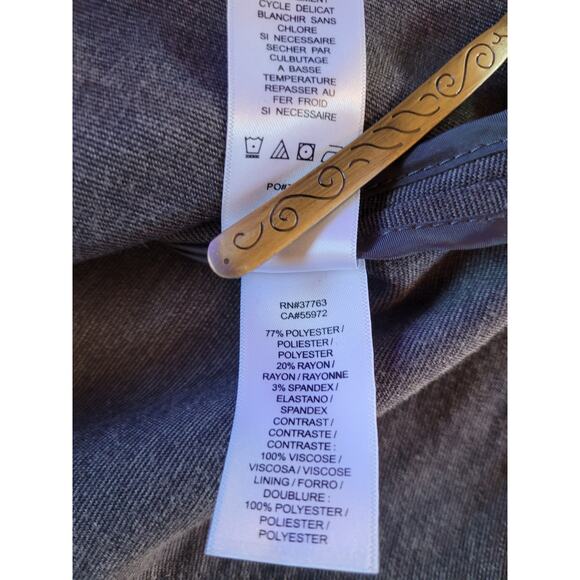 CYCLE DELICAT
BLANCHIR SANS
CHLORE
SI NECESSAIRE
SECHER PAR
CULBUTAGE
A BASSE
TEMPERATURE
REPASSER AU
FER FROID
SI NECESSAIRE
RN#37763
CA#55972
77% POLYESTER /
POLIESTER /
POLYESTER
20% RAYON /
RAYON / RAYONNE
3% SPANDEX /
ELASTANO /
SPANDEX
CONTRAST /
CONTRASTE /
CONTRASTE :
100% VISCOSE /
VISCOSA / VISCOSE
LINING / FORRO /
DOUBLURE :
100% POLYESTER /
POLIESTER /
POLYESTER